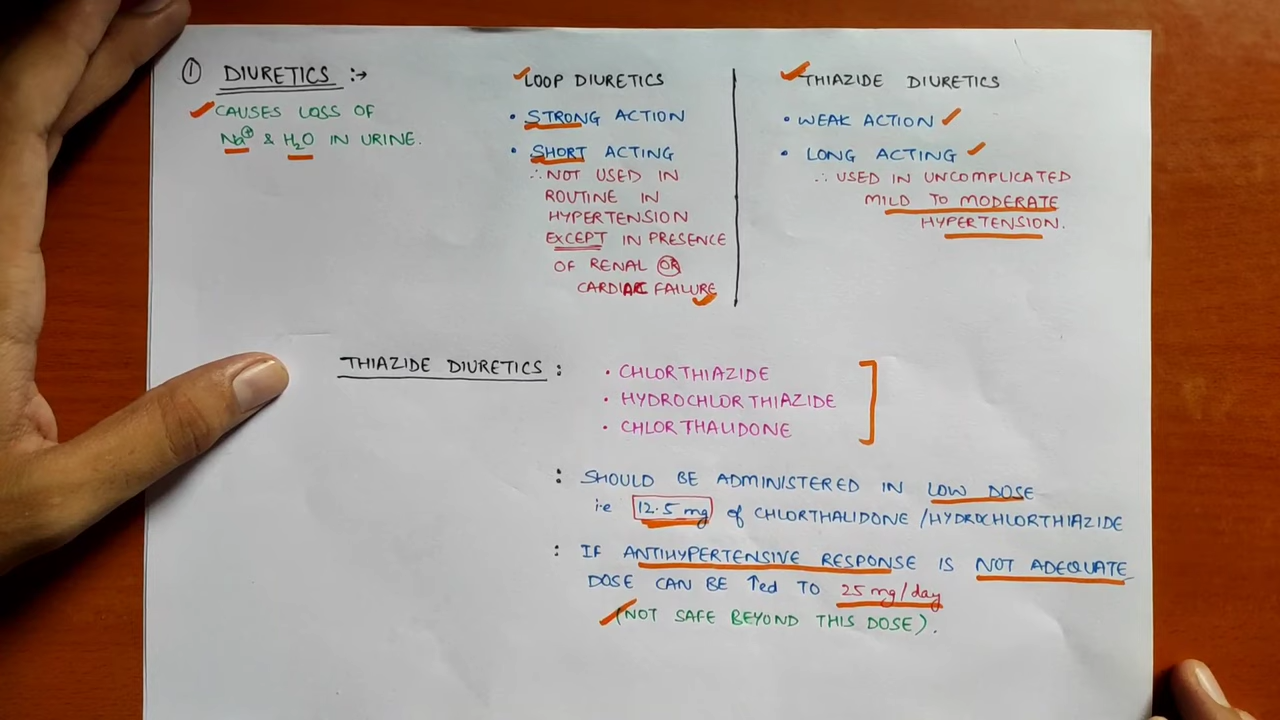 ① DIURETICS :→
CAUSES LOSS OF
Na⊕ & H₂O IN URINE.
LOOP DIURETICS
• STRONG ACTION
• SHORT ACTING
∴ NOT USED IN
ROUTINE IN
HYPERTENSION
EXCEPT IN PRESENCE
OF RENAL OR
CARDIAC FAILURE
THIAZIDE DIURETICS
• WEAK ACTION
• LONG ACTING
∴ USED IN UNCOMPLICATED
MILD TO MODERATE
HYPERTENSION.
THIAZIDE DIURETICS :
• CHLORTHIAZIDE
• HYDROCHLORTHIAZIDE
• CHLORTHALIDONE
: SHOULD BE ADMINISTERED IN LOW DOSE
i.e 12.5 mg of CHLORTHALIDONE/HYDROCHLORTHIAZIDE
: IF ANTIHYPERTENSIVE RESPONSE IS NOT ADEQUATE
DOSE CAN BE ↑ed TO 25 mg/day
(NOT SAFE BEYOND THIS DOSE).